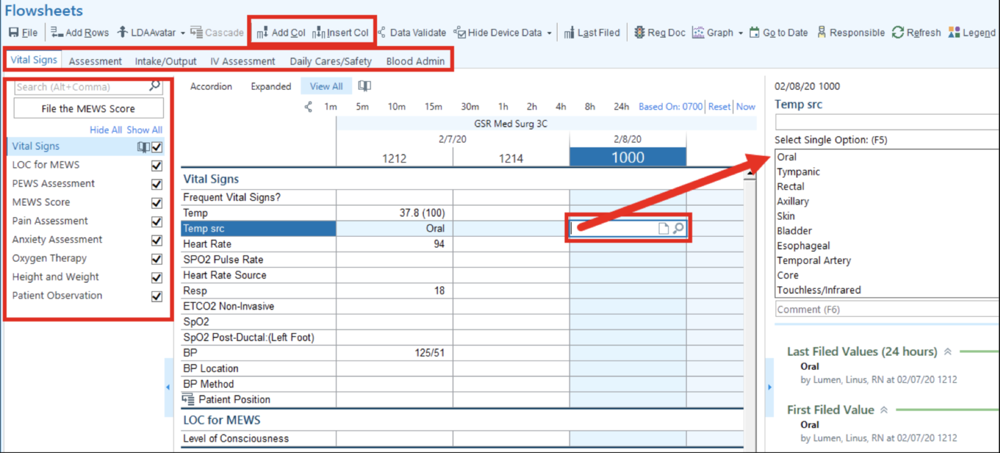 Flowsheets
File Add Rows LDAAvatar Cascade Add Col Insert Col Data Validate Hide Device Data Last Filed Reg Doc Graph Go to Date Responsible Refresh Legend
Vital Signs Assessment Intake/Output IV Assessment Daily Cares/Safety Blood Admin
Search (Alt+Comma)
File the MEWS Score
Hide All Show All
Vital Signs
LOC for MEWS
PEWS Assessment
MEWS Score
Pain Assessment
Anxiety Assessment
Oxygen Therapy
Height and Weight
Patient Observation
Accordion Expanded View All
1m 5m 10m 15m 30m 1h 2h 4h 8h 24h Based On: 0700 Reset Now
GSR Med Surg 3C
2/7/20 2/8/20
1212 1214 1000
Vital Signs
Frequent Vital Signs?
Temp 37.8 (100)
Temp src Oral
Heart Rate 94
SPO2 Pulse Rate
Heart Rate Source
Resp 18
ETCO2 Non-Invasive
SpO2
SpO2 Post-Ductal:(Left Foot)
BP 125/51
BP Location
BP Method
Patient Position
LOC for MEWS
Level of Consciousness
02/08/20 1000
Temp src
Select Single Option: (F5)
Oral
Tympanic
Rectal
Axillary
Skin
Bladder
Esophageal
Temporal Artery
Core
Touchless/Infrared
Comment (F6)
Last Filed Values (24 hours)
Oral
by Lumen, Linus, RN at 02/07/20 1212
First Filed Value
Oral
by Lumen, Linus, RN at 02/07/20 1212